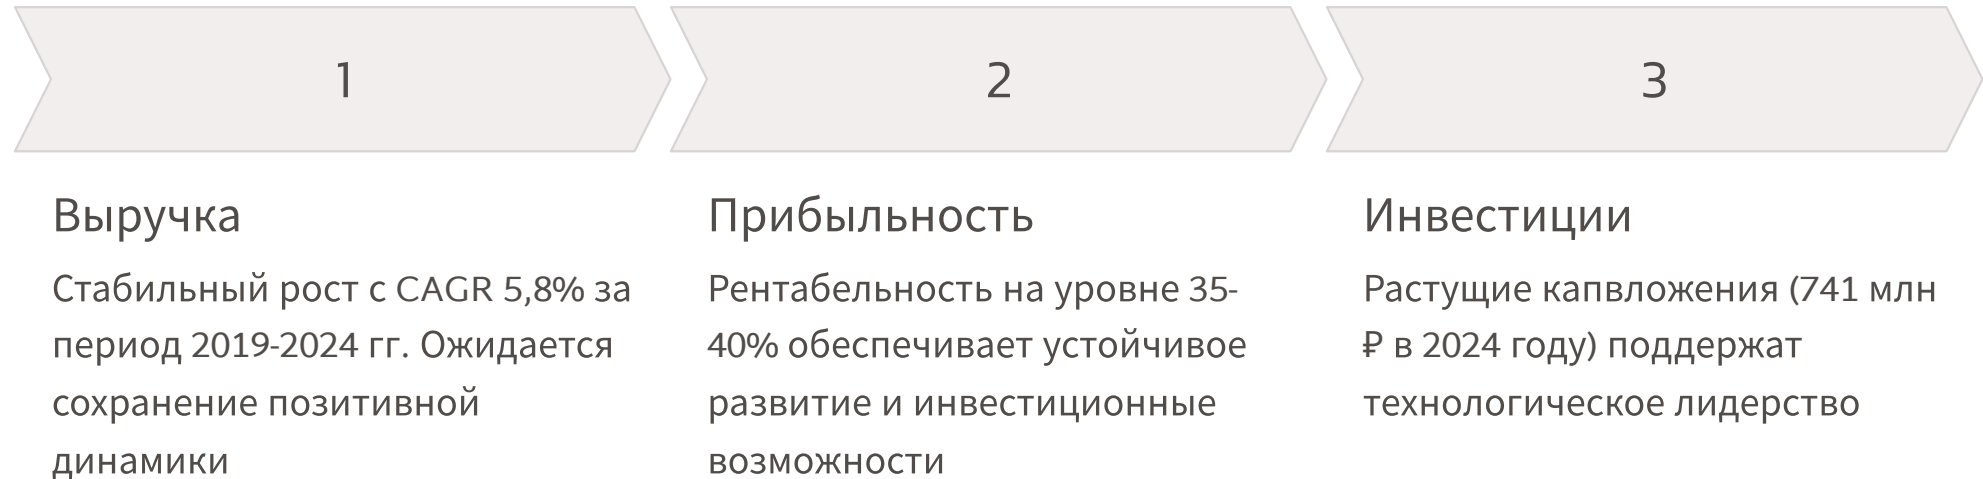 1
2
3
Выручка
Стабильный рост с CAGR 5,8% за
период 2019-2024 гг. Ожидается
сохранение позитивной
динамики
Прибыльность
Рентабельность на уровне 35-
40% обеспечивает устойчивое
развитие и инвестиционные
возможности
Инвестиции
Растущие капвложения (741 млн
₽ в 2024 году) поддержат
технологическое лидерство